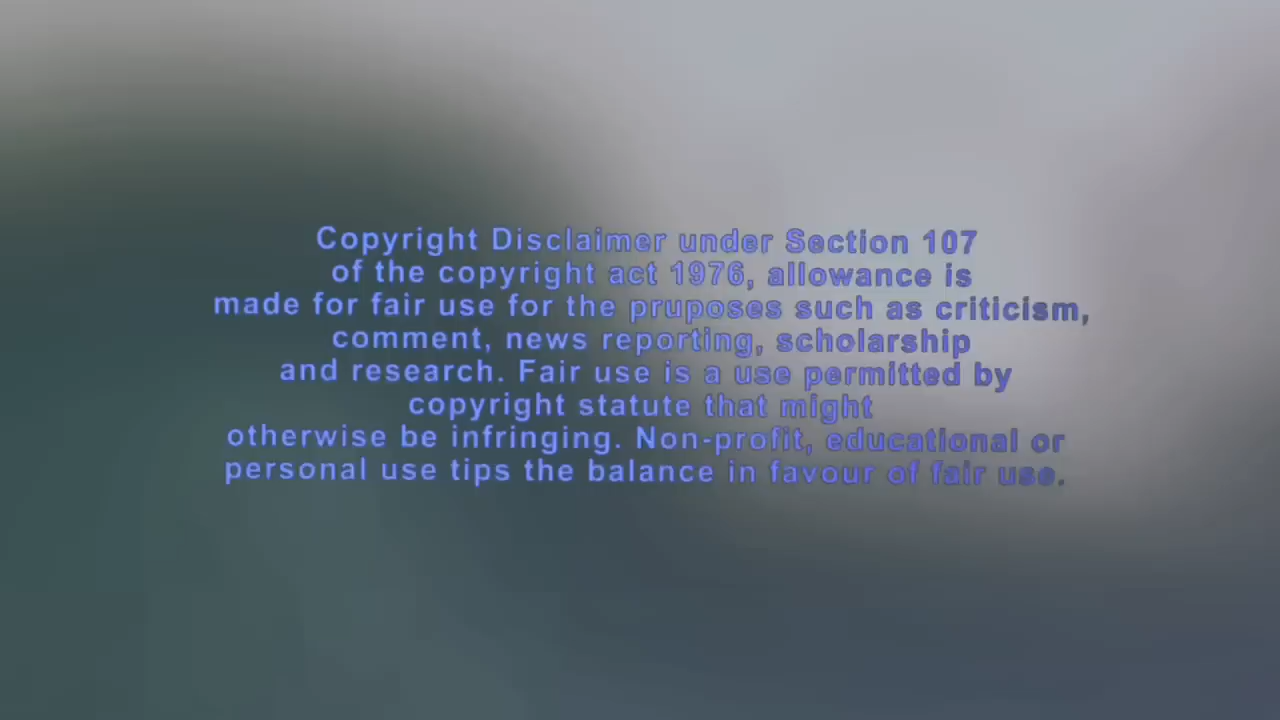 Copyright Disclaimer under Section 107
of the copyright act 1976, allowance is
made for fair use for the pruposes such as criticism,
comment, news reporting, scholarship
and research. Fair use is a use permitted by
copyright statute that might
otherwise be infringing. Non-profit, educational or
personal use tips the balance in favour of fair use.